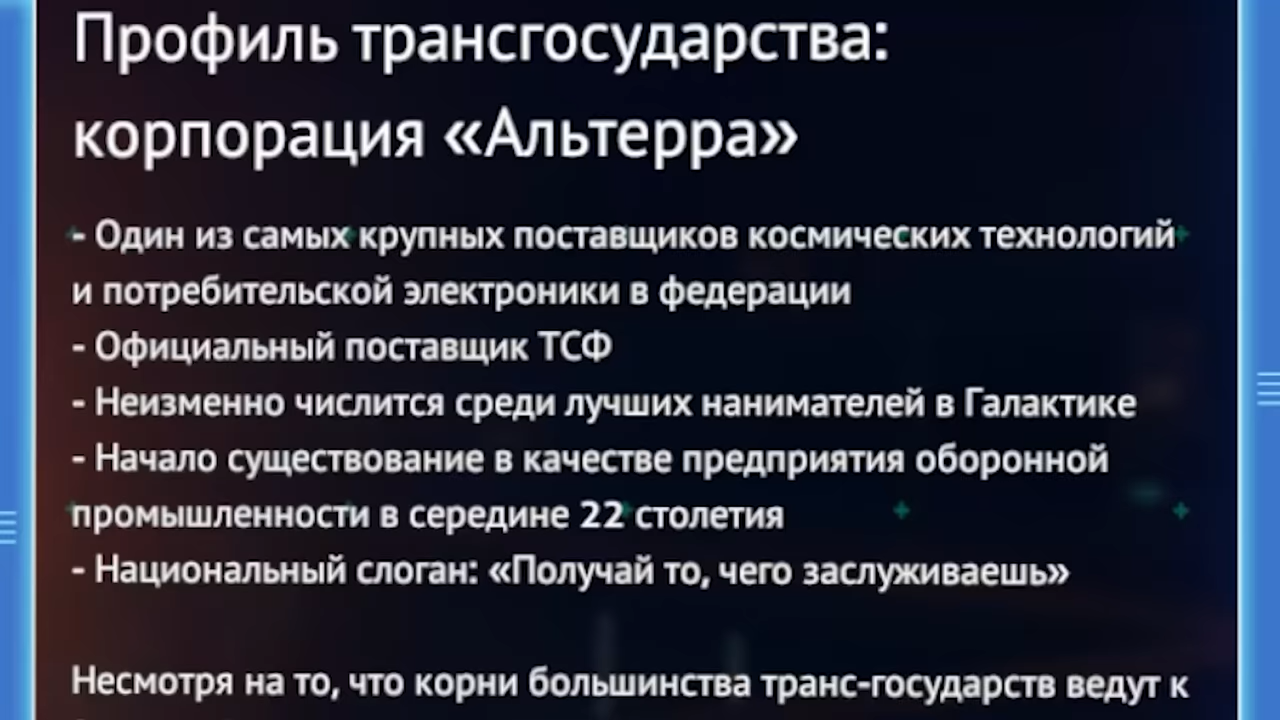 Профиль трансгосударства:
корпорация «Альтерра»
- Один из самых крупных поставщиков космических технологий
и потребительской электроники в федерации
- Официальный поставщик ТСФ
- Неизменно числится среди лучших нанимателей в Галактике
- Начало существование в качестве предприятия оборонной
промышленности в середине 22 столетия
- Национальный слоган: «Получай то, чего заслуживаешь»
Несмотря на то, что корни большинства транс-государств ведут к